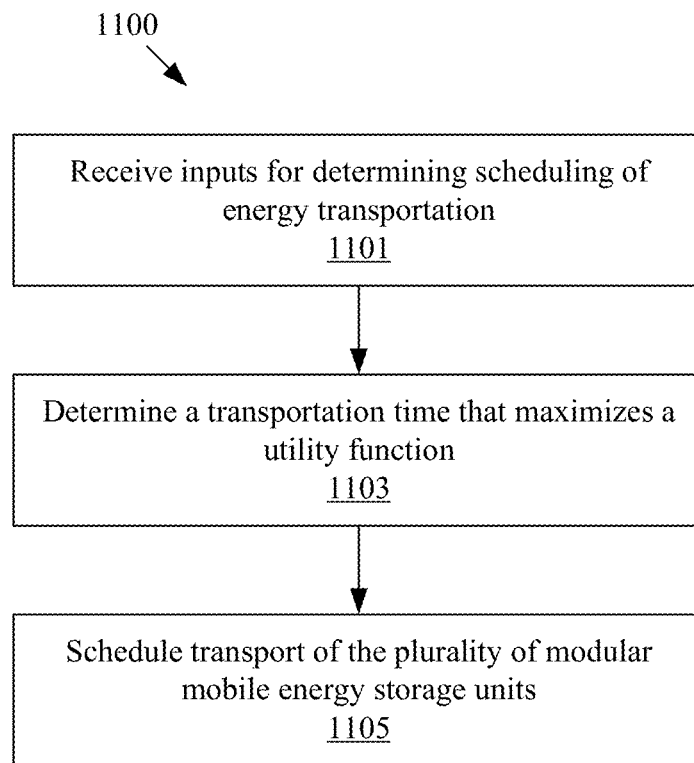 1100
Receive inputs for determining scheduling of
energy transportation
1101
Determine a transportation time that maximizes a
utility function
1103
Schedule transport of the plurality of modular
mobile energy storage units
1105